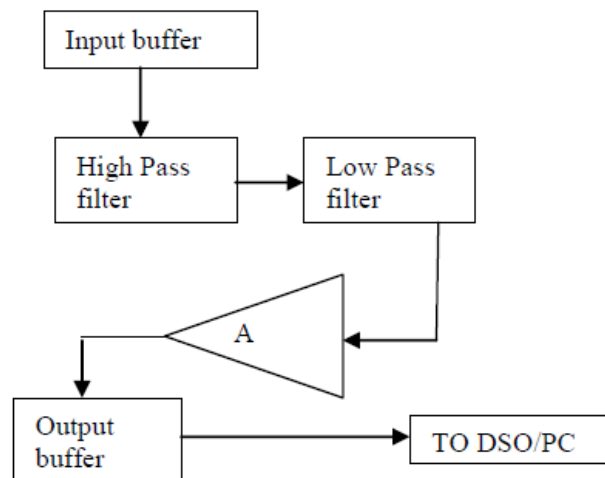 Input buffer
High Pass
filter
Low Pass
filter
A
Output
buffer
TO DSO/PC